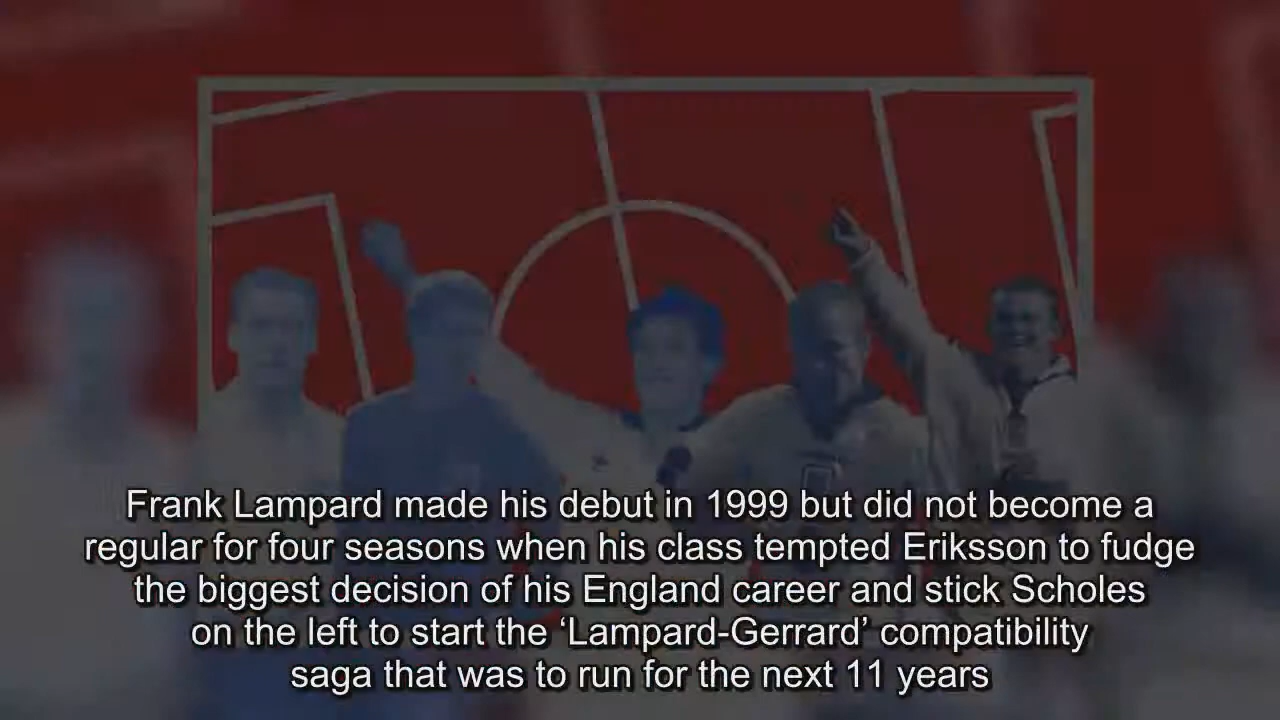 Frank Lampard made his debut in 1999 but did not become a
regular for four seasons when his class tempted Eriksson to fudge
the biggest decision of his England career and stick Scholes
on the left to start the ‘Lampard-Gerrard’ compatibility
saga that was to run for the next 11 years